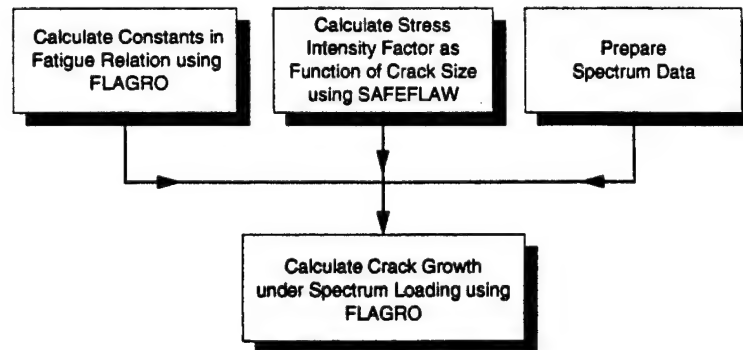 Calculate Constants in
Fatigue Relation using
FLAGRO
Calculate Stress
Intensity Factor as
Function of Crack Size
using SAFEFLAW
Prepare
Spectrum Data
Calculate Crack Growth
under Spectrum Loading using
FLAGRO